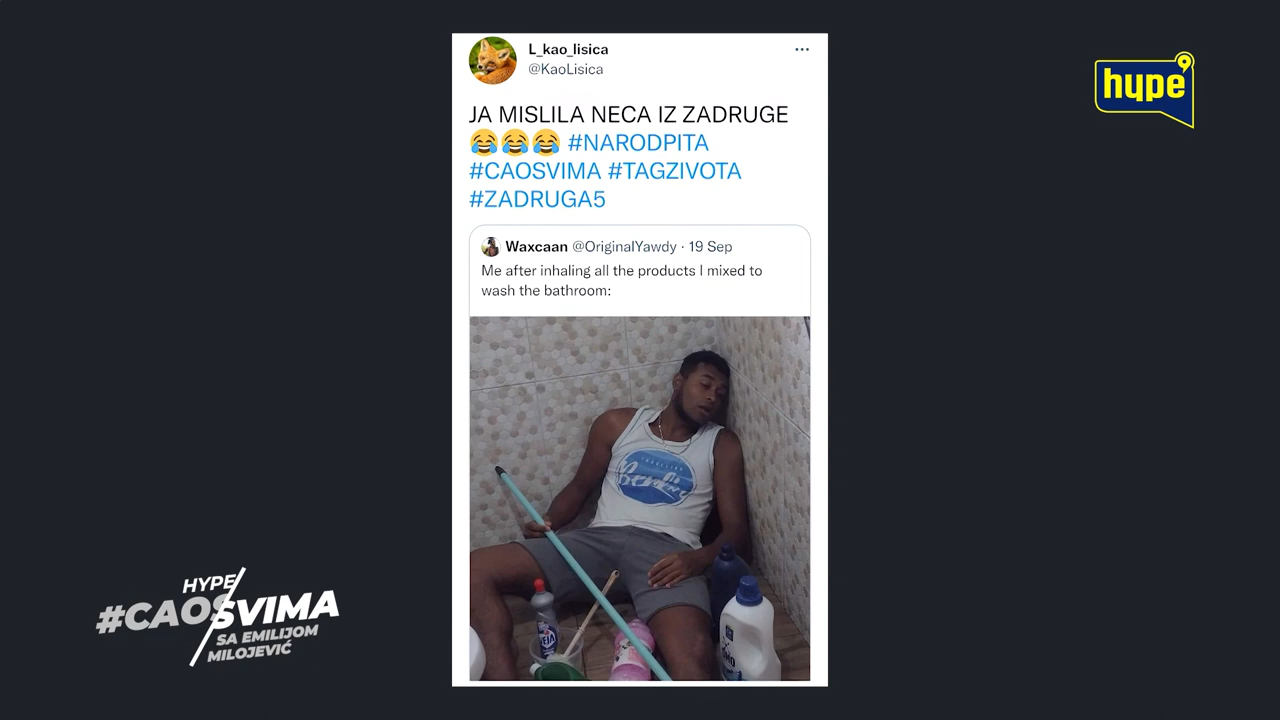 L_kao_lisica
@KaoLisica
JA MISLILA NECA IZ ZADRUGE
😂😂😂 #NARODPITA
#CAOSVIMA #TAGZIVOTA
#ZADRUGA5
Waxcaan @OriginalYawdy · 19 Sep
Me after inhaling all the products I mixed to
wash the bathroom:
Berlin
hype
HYPE
#CAOSVIMA
SA EMILIJOM
MILOJEVIĆ